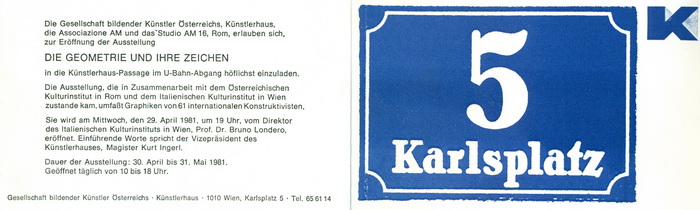 Die Gesellschaft bildender Künstler Österreichs, Künstlerhaus,
die Associazione AM und das Studio AM 16, Rom, erlauben sich,
zur Eröffnung der Ausstellung
DIE GEOMETRIE UND IHRE ZEICHEN
in die Künstlerhaus-Passage im U-Bahn-Abgang höflichst einzuladen.
Die Ausstellung, die in Zusammenarbeit mit dem Österreichischen
Kulturinstitut in Rom und dem Italienischen Kulturinstitut in Wien
zustande kam, umfaßt Graphiken von 61 internationalen Konstruktivisten.
Sie wird am Mittwoch, den 29. April 1981, um 19 Uhr, vom Direktor
des Italienischen Kulturinstituts in Wien, Prof. Dr. Bruno Londero,
eröffnet. Einführende Worte spricht der Vizepräsident des
Künstlerhauses, Magister Kurt Ingerl.
Dauer der Ausstellung: 30. April bis 31. Mai 1981.
Geöffnet täglich von 10 bis 18 Uhr.
Gesellschaft bildender Künstler Österreichs · Künstlerhaus · 1010 Wien, Karlsplatz 5 · Tel. 65 61 14
5
Karlsplatz
K